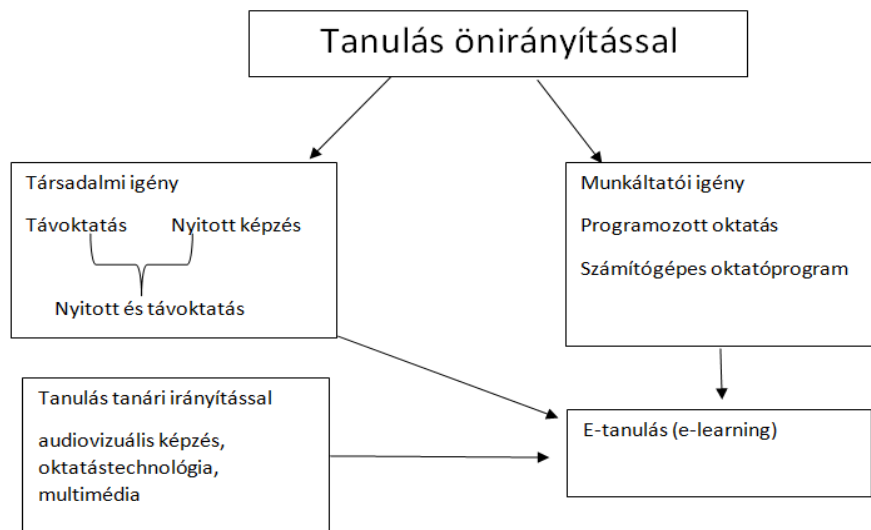 Tanulás önirányítással
Társadalmi igény
Távoktatás Nyitott képzés
Nyitott és távoktatás
Munkáltatói igény
Programozott oktatás
Számítógépes oktatóprogram
Tanulás tanári irányítással
audiovizuális képzés,
oktatástechnológia,
multimédia
E-tanulás (e-learning)